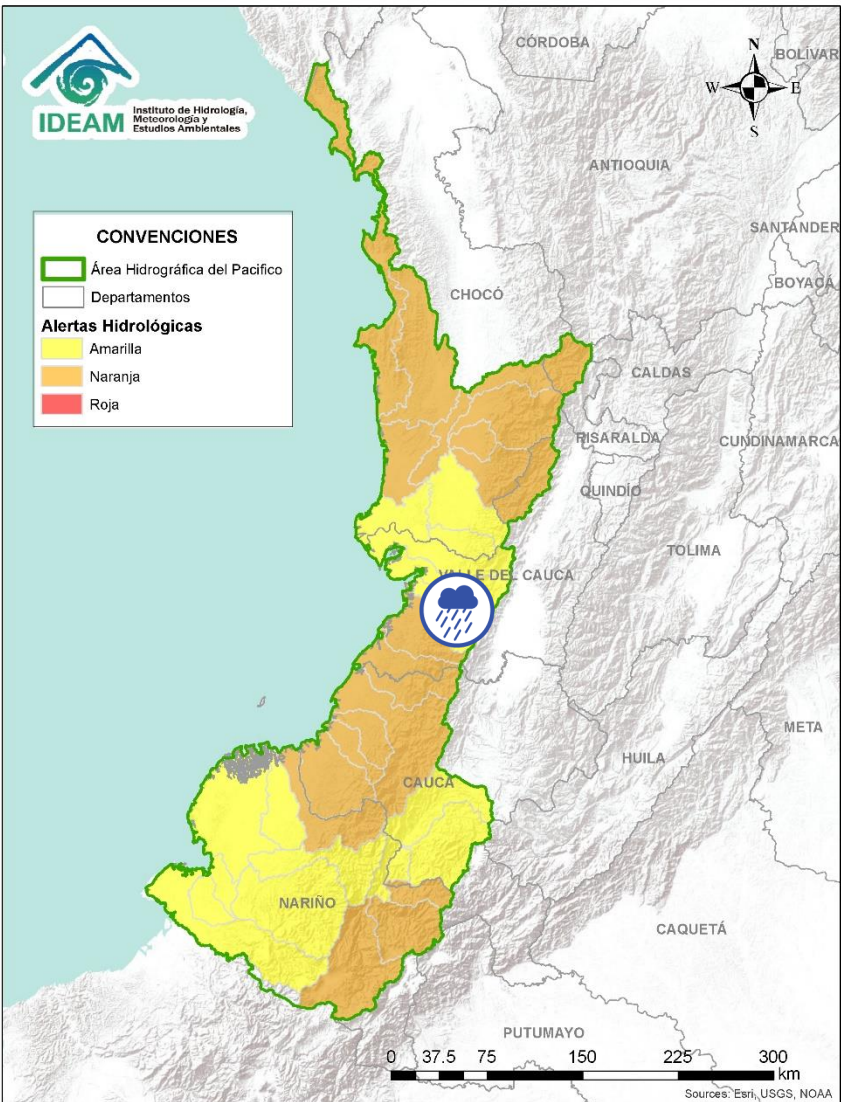 IDEAM
Instituto de Hidrología,
Meteorología y
Estudios Ambientales
CÓRDOBA
BOLIVAR
N
W
E
S
ANTIOQUIA
SANTANDER
BOYACÁ
CONVENCIONES
Área Hidrográfica del Pacifico
Departamentos
Alertas Hidrológicas
Amarilla
Naranja
Roja
CHOCÓ
CALDAS
RISARALDA
CUNDINAMARCA
QUINDÍO
TOLIMA
VALLE DEL CAUCA
META
HUILA
CAUCA
NARIÑO
CAQUETÁ
PUTUMAYO
0 37.5 75 150 225 300
km
Sources: Esri, USGS, NOAA